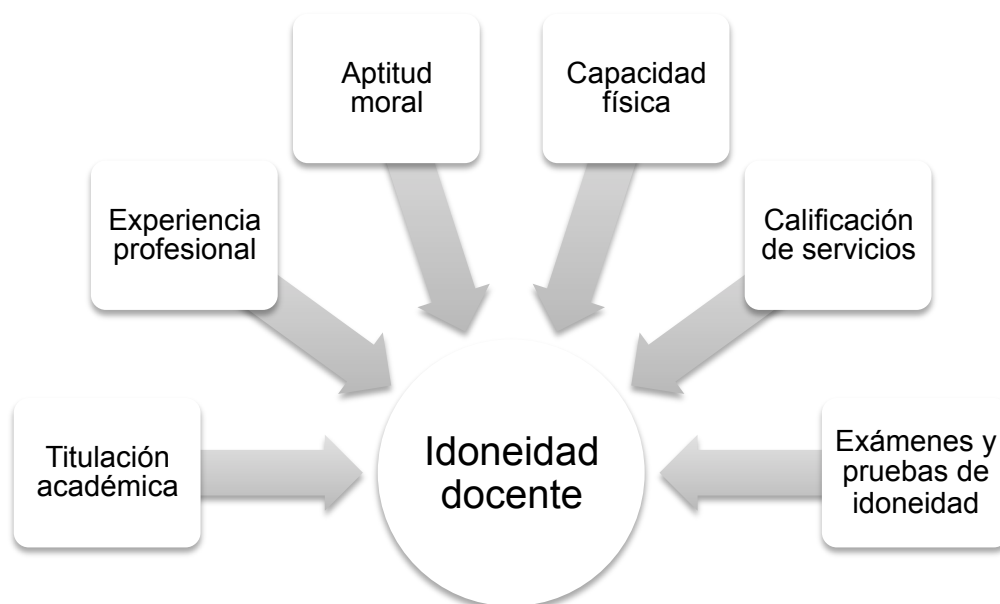 Aptitud
moral
Capacidad
física
Experiencia
profesional
Calificación
de servicios
Titulación
académica
Idoneidad
docente
Exámenes y
pruebas de
idoneidad